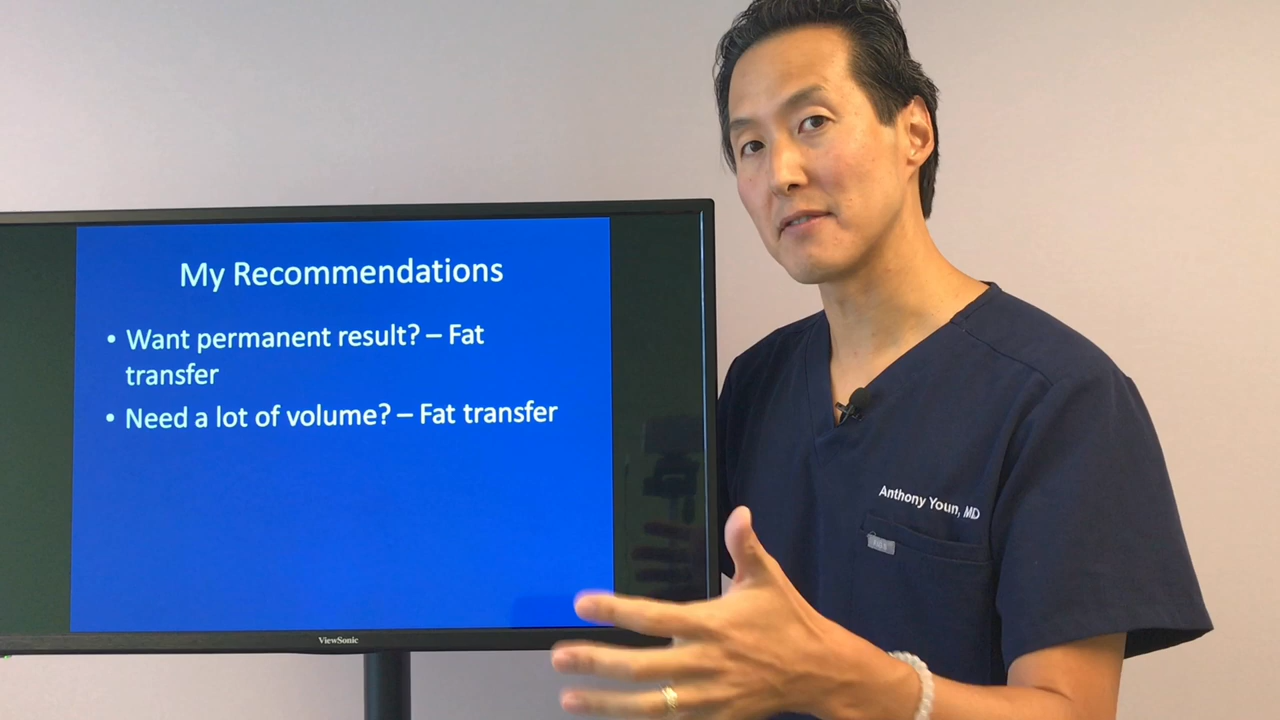 My Recommendations
• Want permanent result? – Fat
transfer
• Need a lot of volume? – Fat transfer
ViewSonic
Anthony Youn, MD